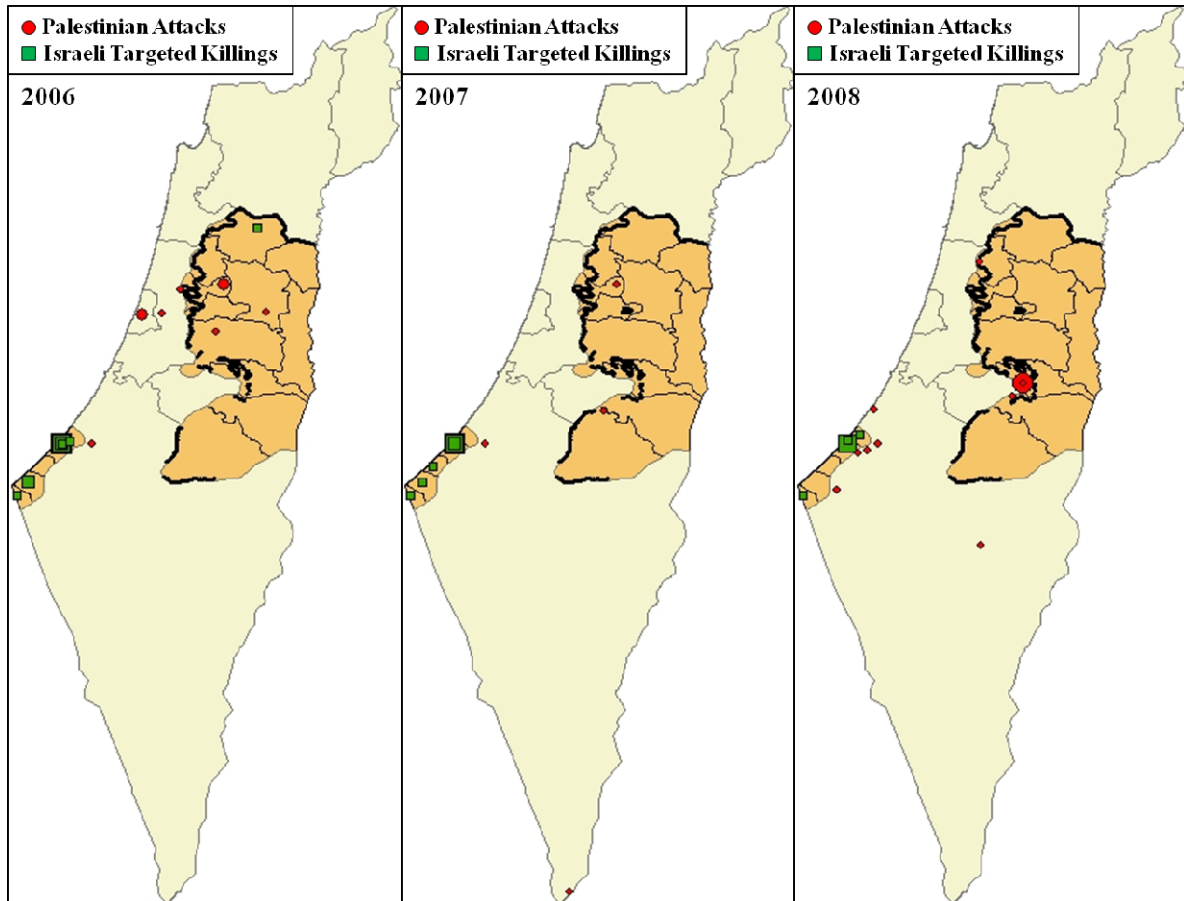 Palestinian Attacks
Israeli Targeted Killings
2006
Palestinian Attacks
Israeli Targeted Killings
2007
Palestinian Attacks
Israeli Targeted Killings
2008